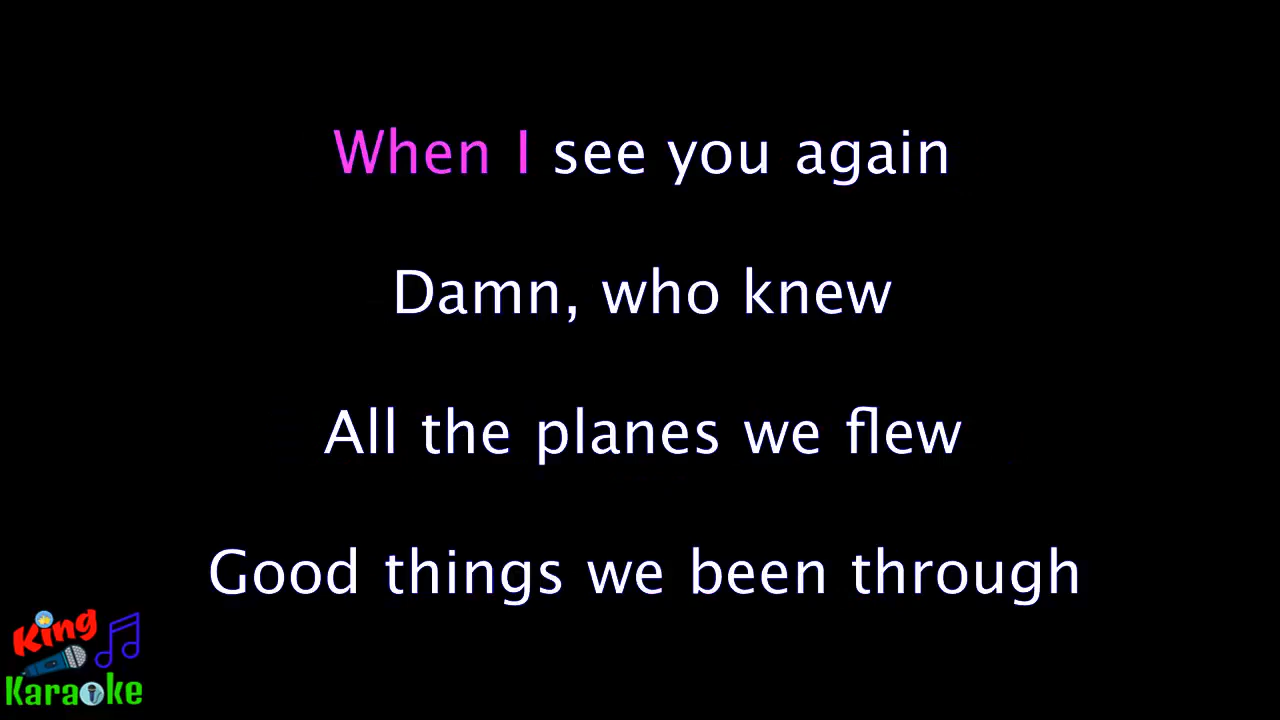 When I see you again
Damn, who knew
All the planes we flew
Good things we been through
King
Karaoke